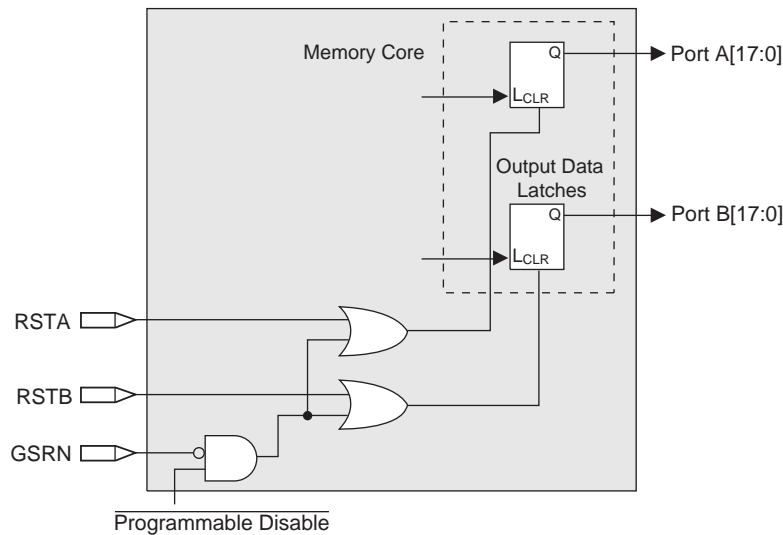 Memory Core
Q
Port A[17:0]
LCLR
Output Data
Latches
Q
Port B[17:0]
LCLR
RSTA
RSTB
GSRN
Programmable Disable